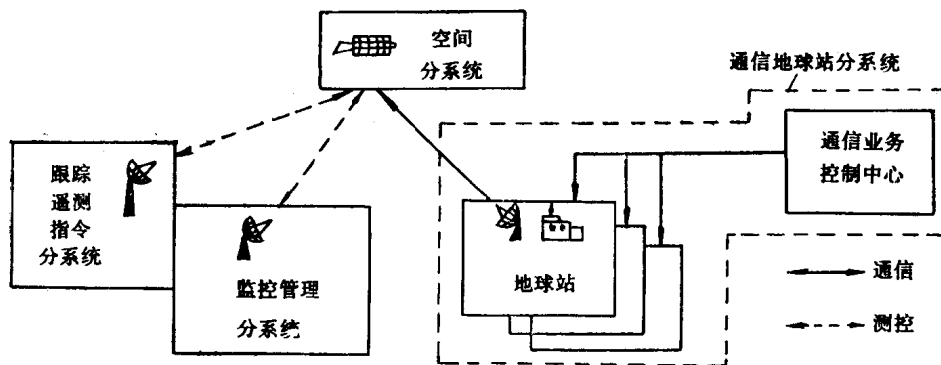 空间
分系统
通信地球站分系统
跟踪
遥测
指令
分系统
监控管理
分系统
地球站
通信业务
控制中心
通信
测控